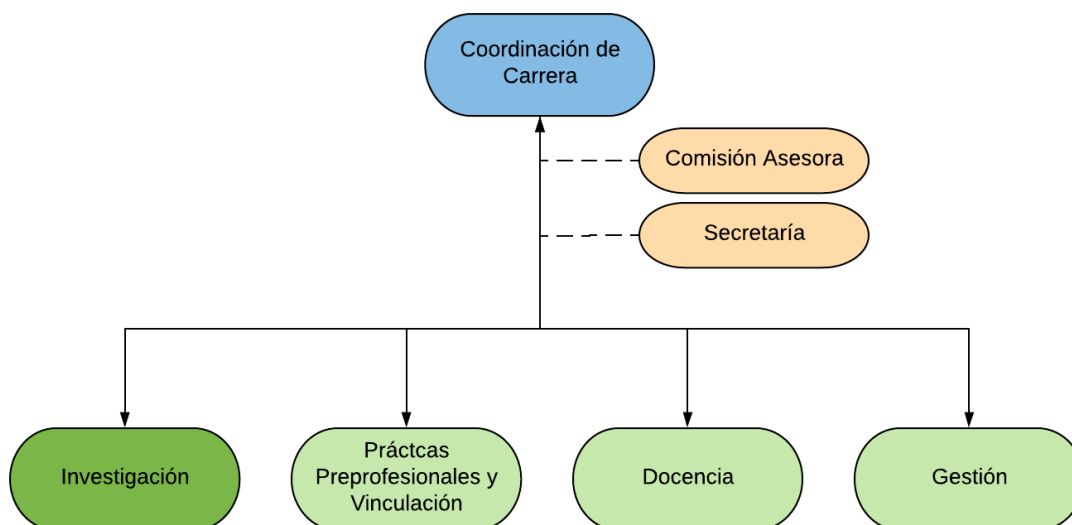 Coordinación de
Carrera
Comisión Asesora
Secretaría
Investigación
Práctcas
Preprofesionales y
Vinculación
Docencia
Gestión